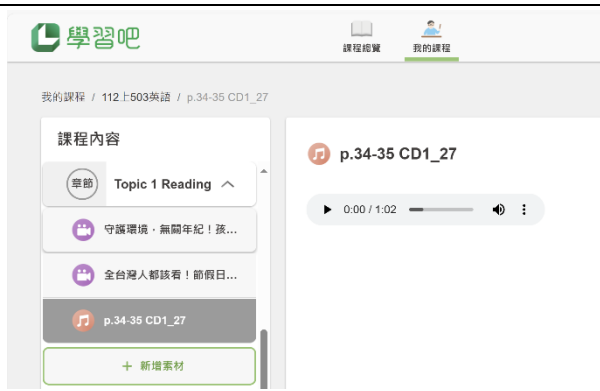 學習吧
課程總覽
我的課程
我的課程 / 112上503英語 / p.34-35 CD1_27
課程內容
章節
Topic 1 Reading
守護環境．無關年紀！孩...
全台灣人都該看！節假日...
p.34-35 CD1_27
＋ 新增素材
p.34-35 CD1_27
0:00 / 1:02